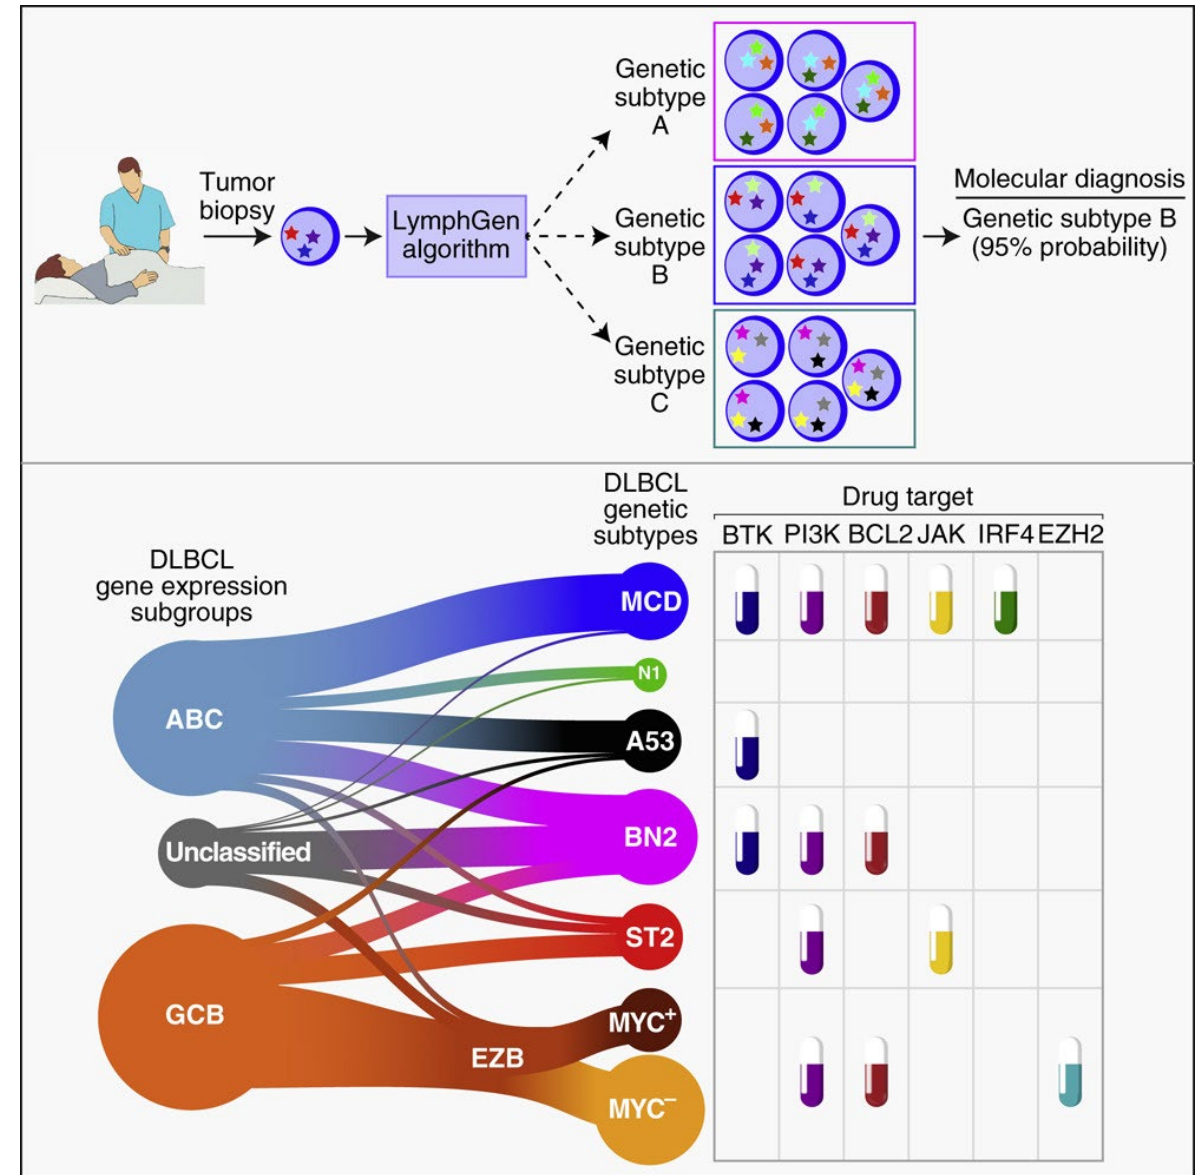 Tumor
biopsy
LymphGen
algorithm
Genetic
subtype
A
Genetic
subtype
B
Genetic
subtype
C
Molecular diagnosis
Genetic subtype B
(95% probability)
DLBCL
gene expression
subgroups
DLBCL
genetic
subtypes
Drug target
BTK PI3K BCL2 JAK IRF4 EZH2
ABC
Unclassified
GCB
EZB
MCD
N1
A53
BN2
ST2
MYC⁺
MYC⁻